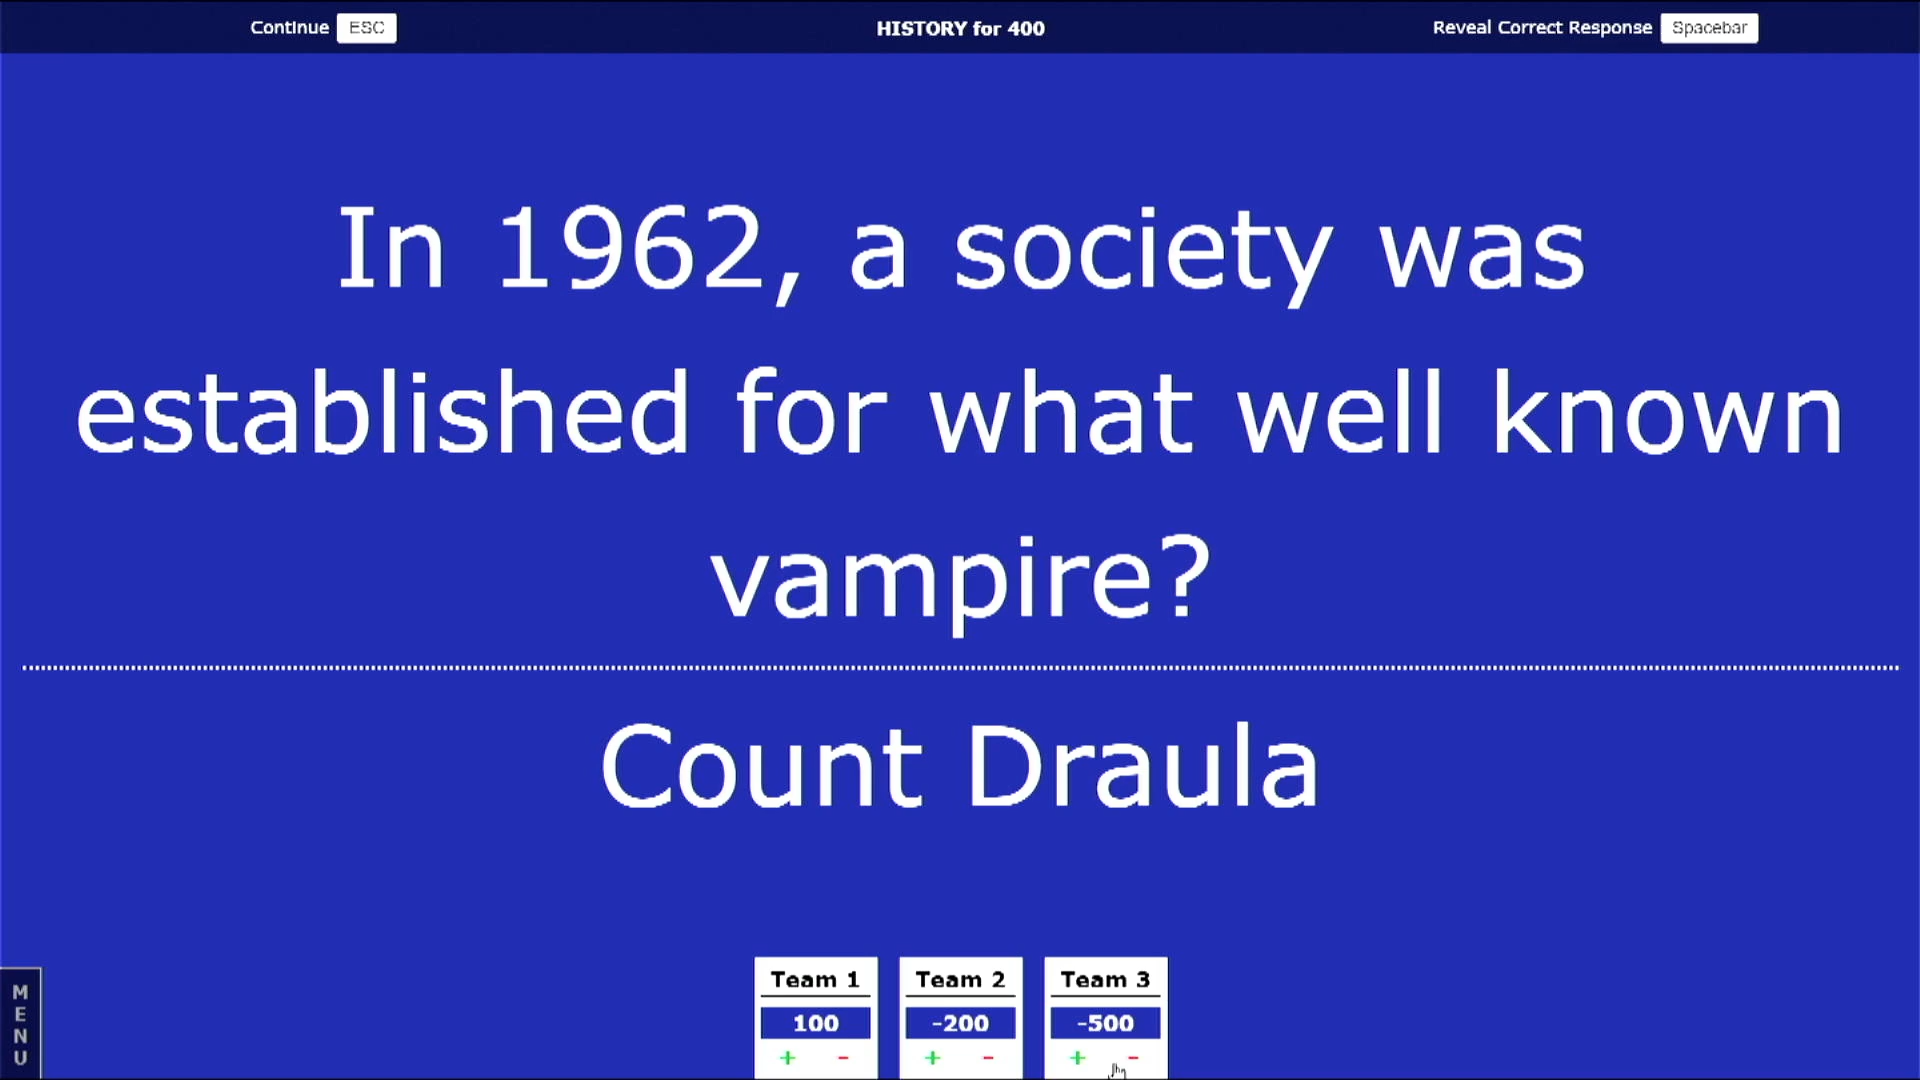 Continue ESC HISTORY for 400 Reveal Correct Response Spacebar
In 1962, a society was
established for what well known
vampire?
Count Draula
MENU
Team 1 Team 2 Team 3
100 -200 -500
+ - + - + -